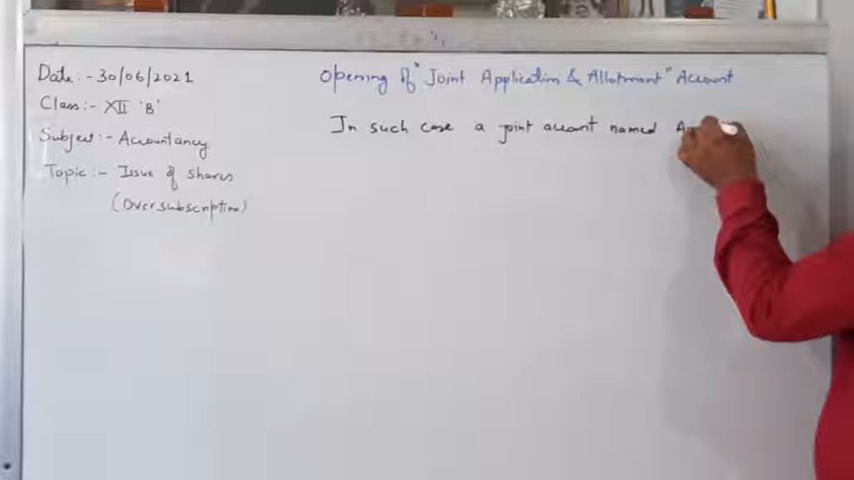 Date :- 30/06/2021
Class :- XII 'B'
Subject :- Accountancy
Topic :- Issue of shares
(Oversubscription)
Opening of "Joint Application & Allotment" Account
In such case a joint account named